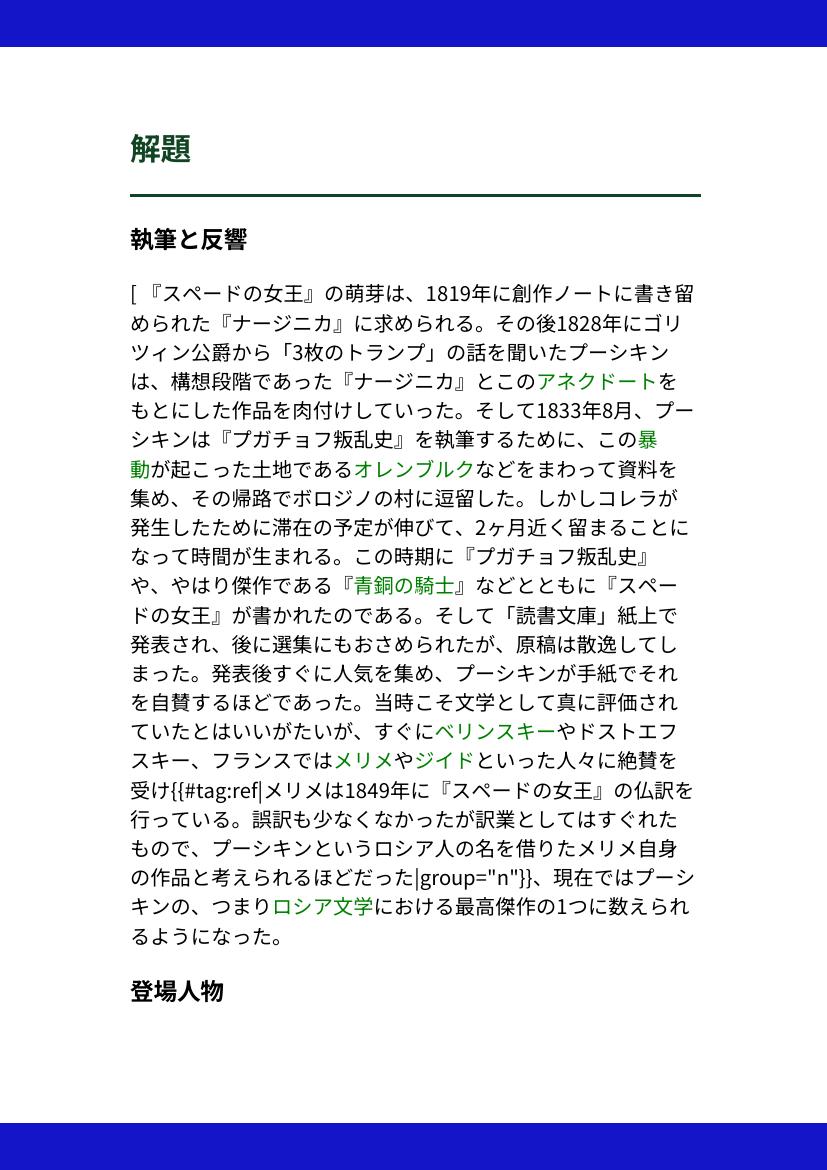 解題
執筆と反響
[ 『スペードの女王』の萌芽は、1819年に創作ノートに書き留
められた『ナージニカ』に求められる。その後1828年にゴリ
ツィン公爵から「3枚のトランプ」の話を聞いたプーシキン
は、構想段階であった『ナージニカ』とこのアネクドートを
もとにした作品を肉付けしていった。そして1833年8月、プー
シキンは『プガチョフ叛乱史』を執筆するために、この暴
動が起こった土地であるオレンブルクなどをまわって資料を
集め、その帰路でボロジノの村に逗留した。しかしコレラが
発生したために滞在の予定が伸びて、2ヶ月近く留まることに
なって時間が生まれる。この時期に『プガチョフ叛乱史』
や、やはり傑作である『青銅の騎士』などとともに『スペー
ドの女王』が書かれたのである。そして「読書文庫」紙上で
発表され、後に選集にもおさめられたが、原稿は散逸してし
まった。発表後すぐに人気を集め、プーシキンが手紙でそれ
を自賛するほどであった。当時こそ文学として真に評価され
ていたとはいいがたいが、すぐにベリンスキーやドストエフ
スキー、フランスではメリメやジイドといった人々に絶賛を
受け{{#tag:ref|メリメは1849年に『スペードの女王』の仏訳を
行っている。誤訳も少なくなかったが訳業としてはすぐれた
もので、プーシキンというロシア人の名を借りたメリメ自身
の作品と考えられるほどだった|group="n"}}、現在ではプーシ
キンの、つまりロシア文学における最高傑作の1つに数えられ
るようになった。
登場人物